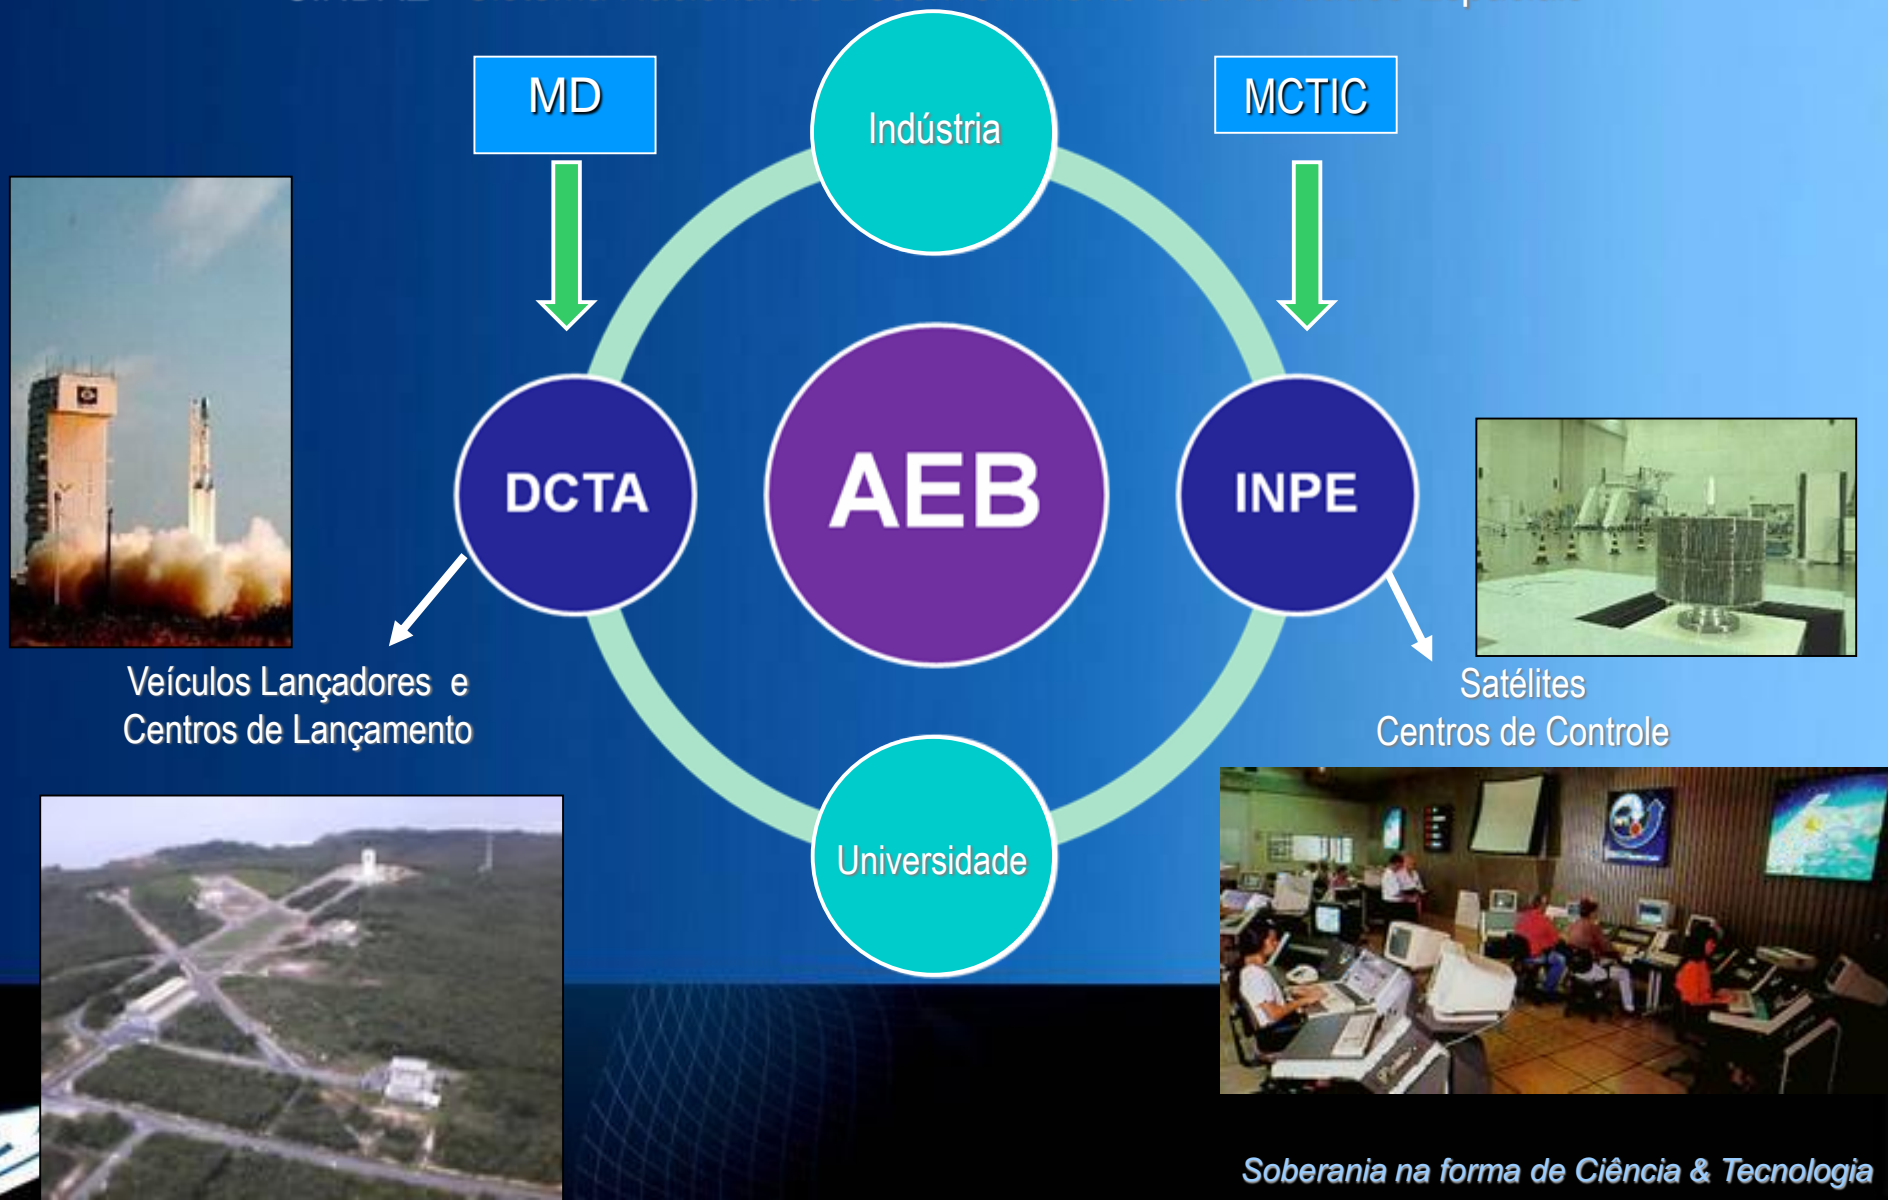 MD
Indústria
MCTIC
DCTA
AEB
INPE
Veículos Lançadores e
Centros de Lançamento
Satélites
Centros de Controle
Universidade
Soberania na forma de Ciência & Tecnologia